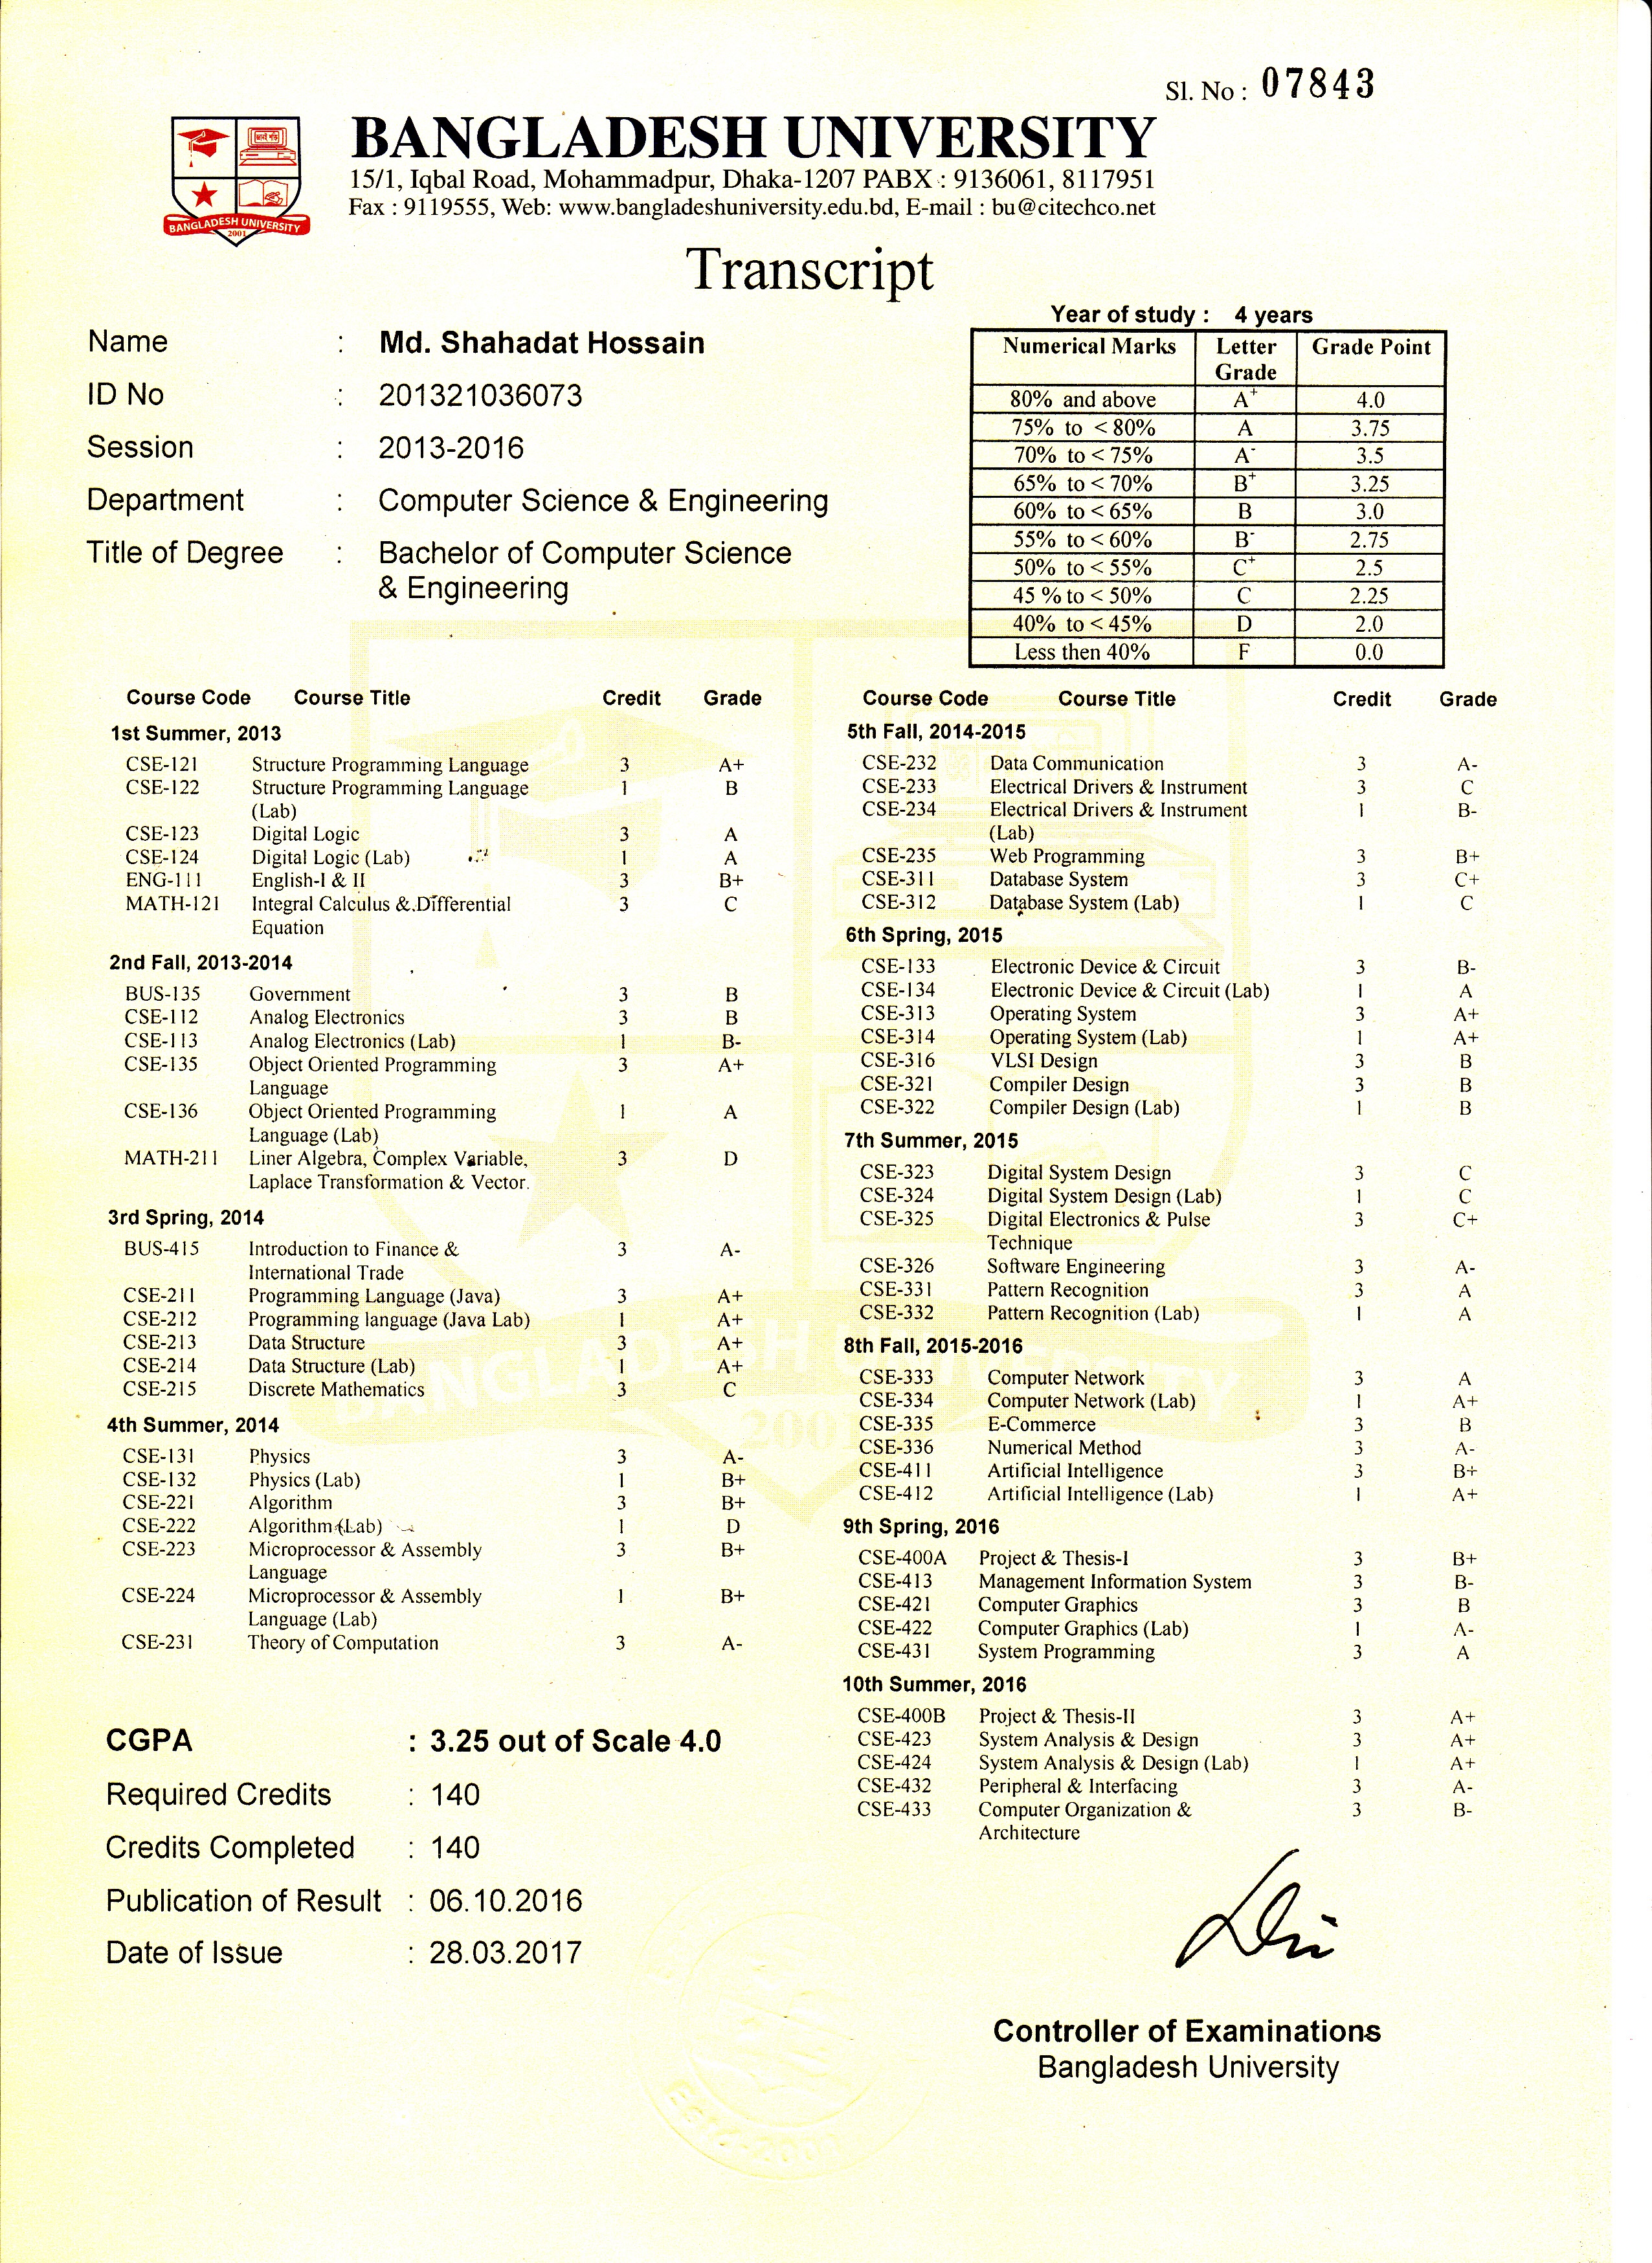 Sl. No : 07843
BANGLADESH UNIVERSITY
15/1, Iqbal Road, Mohammadpur, Dhaka-1207 PABX : 9136061, 8117951
Fax : 9119555, Web: www.bangladeshuniversity.edu.bd, E-mail : bu@citechco.net
BANGLADESH UNIVERSITY
2001
Transcript
Name : Md. Shahadat Hossain
ID No : 201321036073
Session : 2013-2016
Department : Computer Science & Engineering
Title of Degree : Bachelor of Computer Science
& Engineering
Year of study : 4 years
Numerical Marks Letter Grade Point
Grade
80% and above A+ 4.0
75% to < 80% A 3.75
70% to < 75% A- 3.5
65% to < 70% B+ 3.25
60% to < 65% B 3.0
55% to < 60% B- 2.75
50% to < 55% C+ 2.5
45 % to < 50% C 2.25
40% to < 45% D 2.0
Less then 40% F 0.0
Course Code Course Title Credit Grade
1st Summer, 2013
CSE-121 Structure Programming Language 3 A+
CSE-122 Structure Programming Language 1 B
(Lab)
CSE-123 Digital Logic 3 A
CSE-124 Digital Logic (Lab) 1 A
ENG-111 English-I & II 3 B+
MATH-121 Integral Calculus & Differential 3 C
Equation
2nd Fall, 2013-2014
BUS-135 Government 3 B
CSE-112 Analog Electronics 3 B
CSE-113 Analog Electronics (Lab) 1 B-
CSE-135 Object Oriented Programming 3 A+
Language
CSE-136 Object Oriented Programming 1 A
Language (Lab)
MATH-211 Liner Algebra, Complex Variable, 3 D
Laplace Transformation & Vector.
3rd Spring, 2014
BUS-415 Introduction to Finance & 3 A-
International Trade
CSE-211 Programming Language (Java) 3 A+
CSE-212 Programming language (Java Lab) 1 A+
CSE-213 Data Structure 3 A+
CSE-214 Data Structure (Lab) 1 A+
CSE-215 Discrete Mathematics 3 C
4th Summer, 2014
CSE-131 Physics 3 A-
CSE-132 Physics (Lab) 1 B+
CSE-221 Algorithm 3 B+
CSE-222 Algorithm (Lab) 1 D
CSE-223 Microprocessor & Assembly 3 B+
Language
CSE-224 Microprocessor & Assembly 1 B+
Language (Lab)
CSE-231 Theory of Computation 3 A-
CGPA : 3.25 out of Scale 4.0
Required Credits : 140
Credits Completed : 140
Publication of Result : 06.10.2016
Date of Issue : 28.03.2017
Course Code Course Title Credit Grade
5th Fall, 2014-2015
CSE-232 Data Communication 3 A-
CSE-233 Electrical Drivers & Instrument 3 C
CSE-234 Electrical Drivers & Instrument 1 B-
(Lab)
CSE-235 Web Programming 3 B+
CSE-311 Database System 3 C+
CSE-312 Database System (Lab) 1 C
6th Spring, 2015
CSE-133 Electronic Device & Circuit 3 B-
CSE-134 Electronic Device & Circuit (Lab) 1 A
CSE-313 Operating System 3 A+
CSE-314 Operating System (Lab) 1 A+
CSE-316 VLSI Design 3 B
CSE-321 Compiler Design 3 B
CSE-322 Compiler Design (Lab) 1 B
7th Summer, 2015
CSE-323 Digital System Design 3 C
CSE-324 Digital System Design (Lab) 1 C
CSE-325 Digital Electronics & Pulse 3 C+
Technique
CSE-326 Software Engineering 3 A-
CSE-331 Pattern Recognition 3 A
CSE-332 Pattern Recognition (Lab) 1 A
8th Fall, 2015-2016
CSE-333 Computer Network 3 A
CSE-334 Computer Network (Lab) 1 A+
CSE-335 E-Commerce 3 B
CSE-336 Numerical Method 3 A-
CSE-411 Artificial Intelligence 3 B+
CSE-412 Artificial Intelligence (Lab) 1 A+
9th Spring, 2016
CSE-400A Project & Thesis-I 3 B+
CSE-413 Management Information System 3 B-
CSE-421 Computer Graphics 3 B
CSE-422 Computer Graphics (Lab) 1 A-
CSE-431 System Programming 3 A
10th Summer, 2016
CSE-400B Project & Thesis-II 3 A+
CSE-423 System Analysis & Design 3 A+
CSE-424 System Analysis & Design (Lab) 1 A+
CSE-432 Peripheral & Interfacing 3 A-
CSE-433 Computer Organization & 3 B-
Architecture
Controller of Examinations
Bangladesh University
BANGLADESH UNIVERSITY
2001